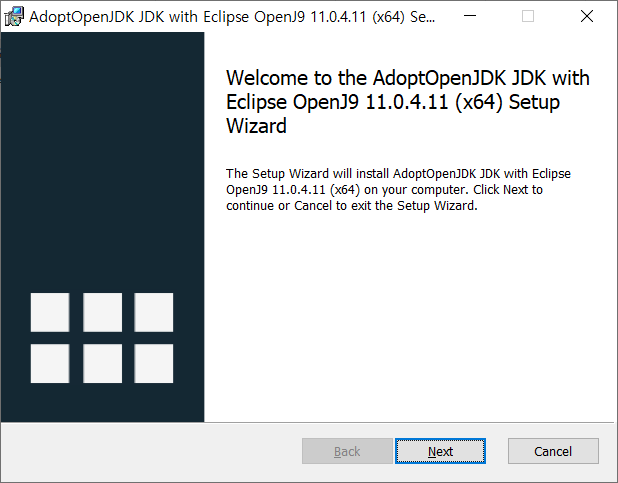 AdoptOpenJDK JDK with Eclipse OpenJ9 11.0.4.11 (x64) Se...
Welcome to the AdoptOpenJDK JDK with
Eclipse OpenJ9 11.0.4.11 (x64) Setup
Wizard
The Setup Wizard will install AdoptOpenJDK JDK with Eclipse
OpenJ9 11.0.4.11 (x64) on your computer. Click Next to
continue or Cancel to exit the Setup Wizard.
Back Next Cancel